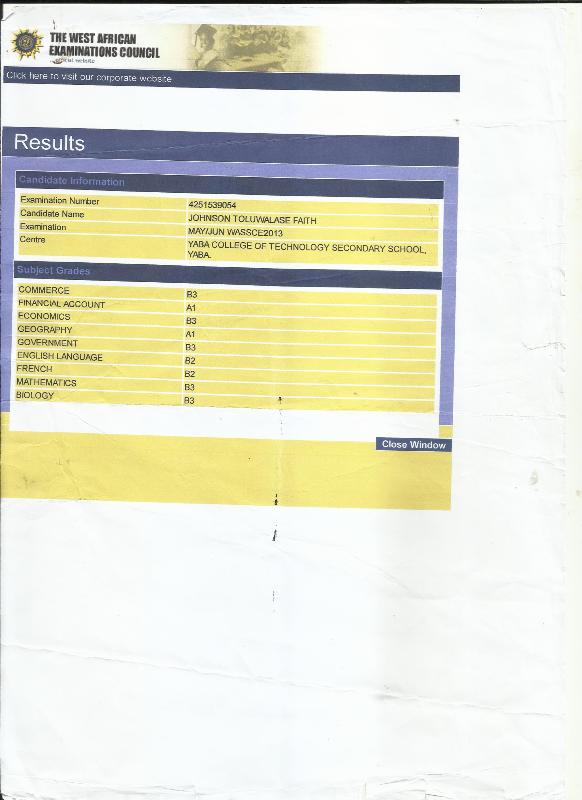 THE WEST AFRICAN
EXAMINATIONS COUNCIL
...official website
Click here to visit our corporate website
Results
Candidate Information
Examination Number 4251539054
Candidate Name JOHNSON TOLUWALASE FAITH
Examination MAY/JUN WASSCE2013
Centre YABA COLLEGE OF TECHNOLOGY SECONDARY SCHOOL,
YABA.
Subject Grades
COMMERCE B3
FINANCIAL ACCOUNT A1
ECONOMICS B3
GEOGRAPHY A1
GOVERNMENT B3
ENGLISH LANGUAGE B2
FRENCH B2
MATHEMATICS B3
BIOLOGY B3
Close Window